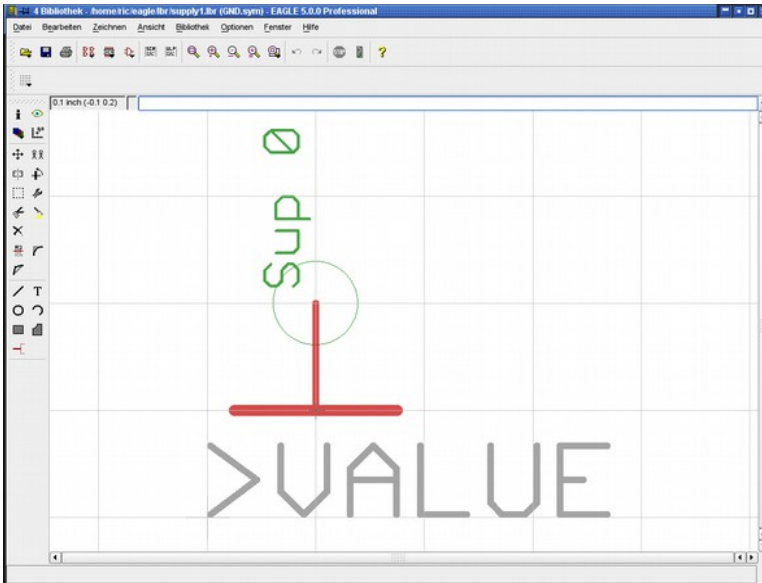 4 Bibliothek - /home/ric/eagle/lbr/supply1.lbr (GND.sym) - EAGLE 5.0.0 Professional
Datei Bearbeiten Zeichnen Ansicht Bibliothek Optionen Fenster Hilfe
0.1 inch (-0.1 0.2)
Sup 0
>VALUE